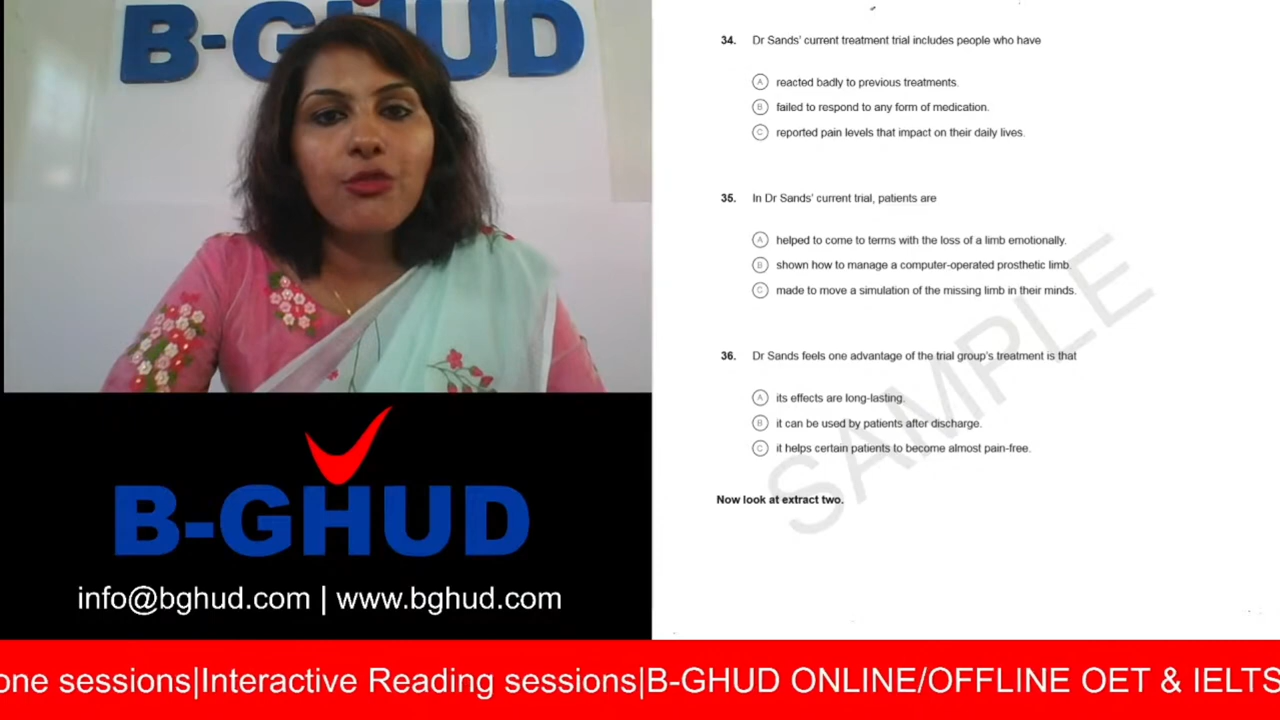 B-GHUD
34. Dr Sands' current treatment trial includes people who have
A reacted badly to previous treatments.
B failed to respond to any form of medication.
C reported pain levels that impact on their daily lives.
35. In Dr Sands' current trial, patients are
A helped to come to terms with the loss of a limb emotionally.
B shown how to manage a computer-operated prosthetic limb.
C made to move a simulation of the missing limb in their minds.
36. Dr Sands feels one advantage of the trial group's treatment is that
A its effects are long-lasting.
B it can be used by patients after discharge.
C it helps certain patients to become almost pain-free.
Now look at extract two.
SAMPLE
B-GHUD
info@bghud.com | www.bghud.com
one sessions|Interactive Reading sessions|B-GHUD ONLINE/OFFLINE OET & IELTS